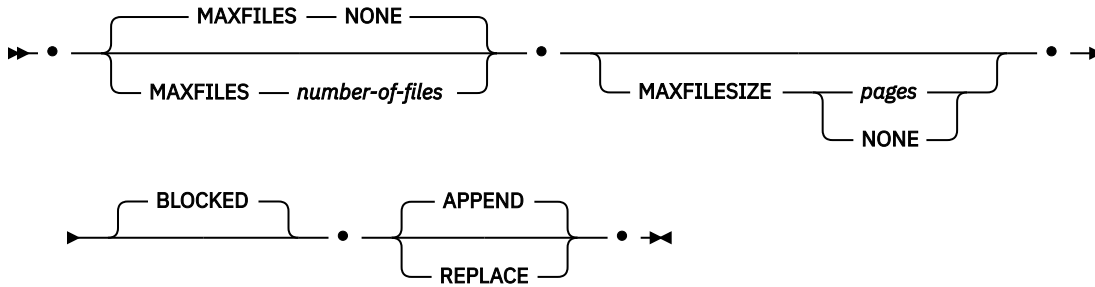 MAXFILES NONE
MAXFILES number-of-files
MAXFILESIZE pages
NONE
BLOCKED APPEND
REPLACE